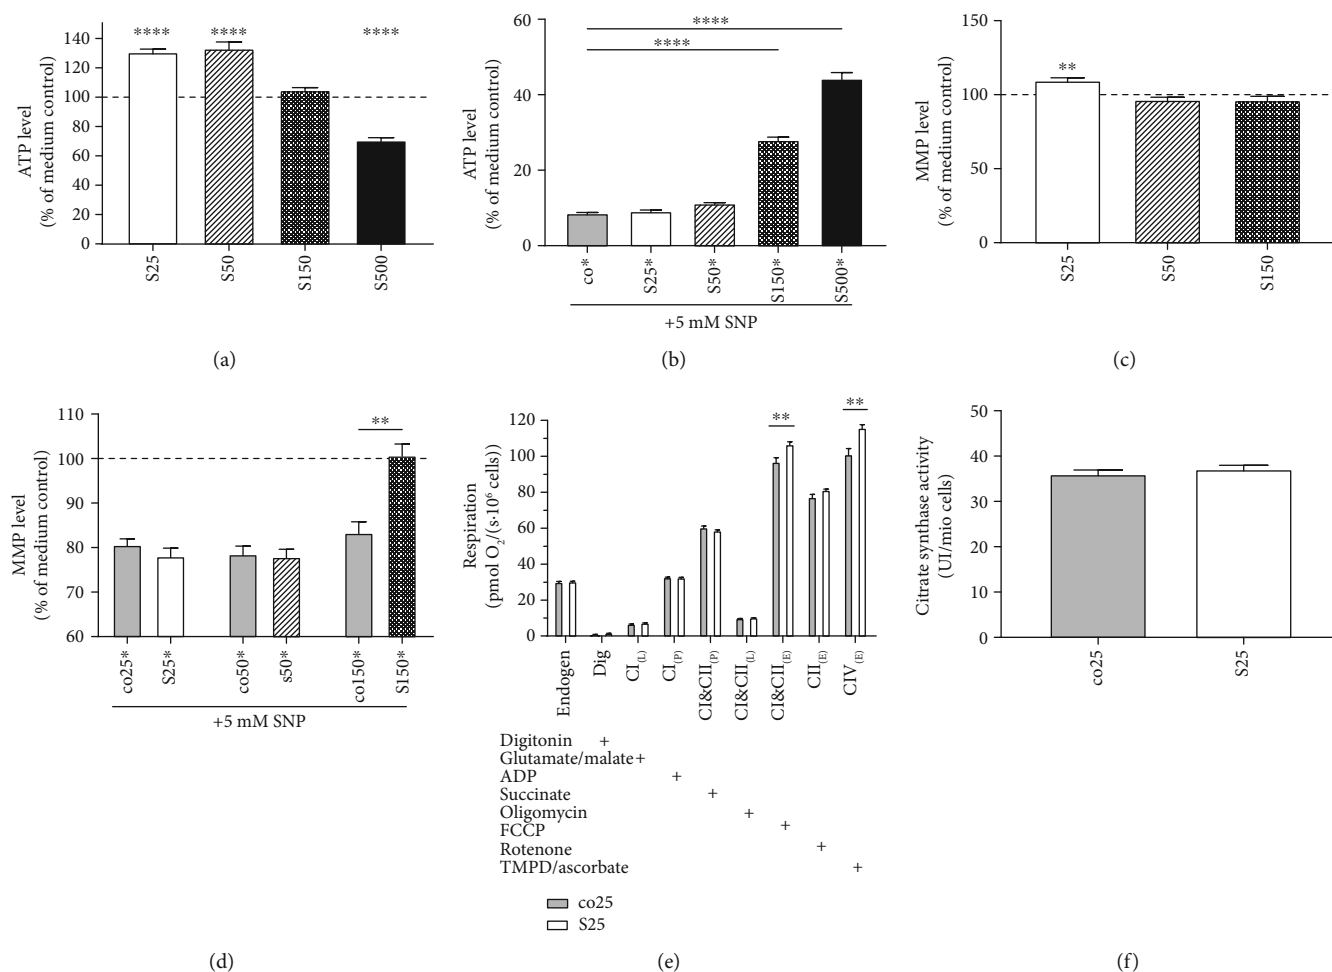 ATP level
(% of medium control)
140
120
100
80
60
40
20
0
**** **** ****
S25 S50 S150 S500
(a)
ATP level
(% of medium control)
60
40
20
0
****
****
co* S25* S50* S150* S500*
+5 mM SNP
(b)
MMP level
(% of medium control)
150
100
50
0
**
S25 S50 S150
(c)
MMP level
(% of medium control)
110
100
90
80
70
60
**
co25* S25* co50* s50* co150* S150*
+5 mM SNP
(d)
Respiration
(pmol O₂/(s·10⁶ cells))
120
100
80
60
40
30
0
** **
Endogen Dig CI(L) CI(P) CI&CII(P) CI&CII(L) CI&CII(E) CII(E) CIV(E)
Digitonin +
Glutamate/malate +
ADP +
Succinate +
Oligomycin +
FCCP +
Rotenone +
TMPD/ascorbate +
co25
S25
(e)
Citrate synthase activity
(UI/mio cells)
50
40
30
20
10
0
co25 S25
(f)